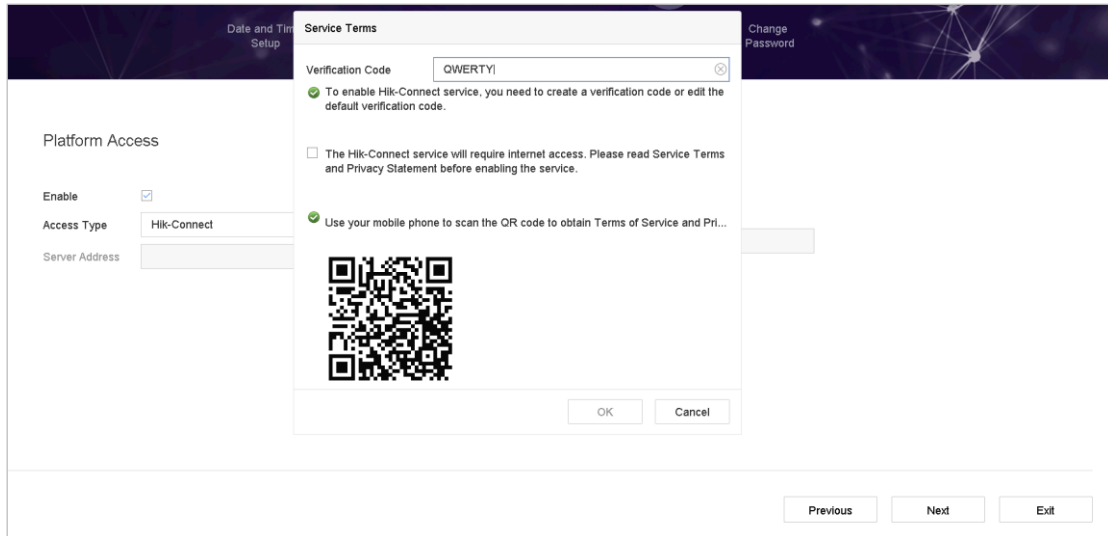 Date and Tim
Setup
Service Terms
Change
Password
Verification Code QWERTY
To enable Hik-Connect service, you need to create a verification code or edit the
default verification code.
Platform Access
The Hik-Connect service will require internet access. Please read Service Terms
and Privacy Statement before enabling the service.
Enable
Access Type Hik-Connect
Use your mobile phone to scan the QR code to obtain Terms of Service and Pri...
Server Address
OK Cancel
Previous Next Exit